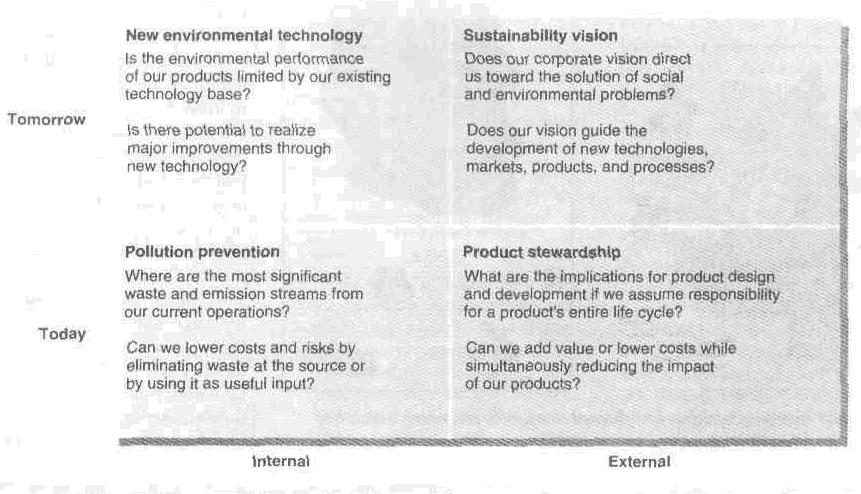 New environmental technology
Is the environmental performance
of our products limited by our existing
technology base?
Is there potential to realize
major improvements through
new technology?
Sustainability vision
Does our corporate vision direct
us toward the solution of social
and environmental problems?
Does our vision guide the
development of new technologies,
markets, products, and processes?
Tomorrow
Pollution prevention
Where are the most significant
waste and emission streams from
our current operations?
Can we lower costs and risks by
eliminating waste at the source or
by using it as useful input?
Product stewardship
What are the implications for product design
and development if we assume responsibility
for a product's entire life cycle?
Can we add value or lower costs while
simultaneously reducing the impact
of our products?
Today
Internal
External